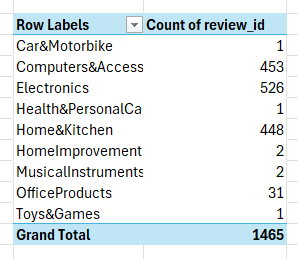 Row Labels Count of review_id
Car&Motorbike 1
Computers&Access 453
Electronics 526
Health&PersonalCa 1
Home&Kitchen 448
HomeImprovement 2
MusicalInstruments 2
OfficeProducts 31
Toys&Games 1
Grand Total 1465